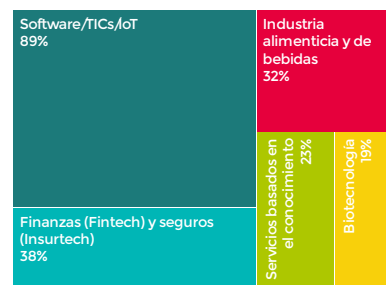 Software/TICs/IoT
89%
Industria
alimenticia y de
bebidas
32%
Finanzas (Fintech) y seguros
(Insurtech)
38%
Servicios basados en
el conocimiento
23%
Biotecnología
19%